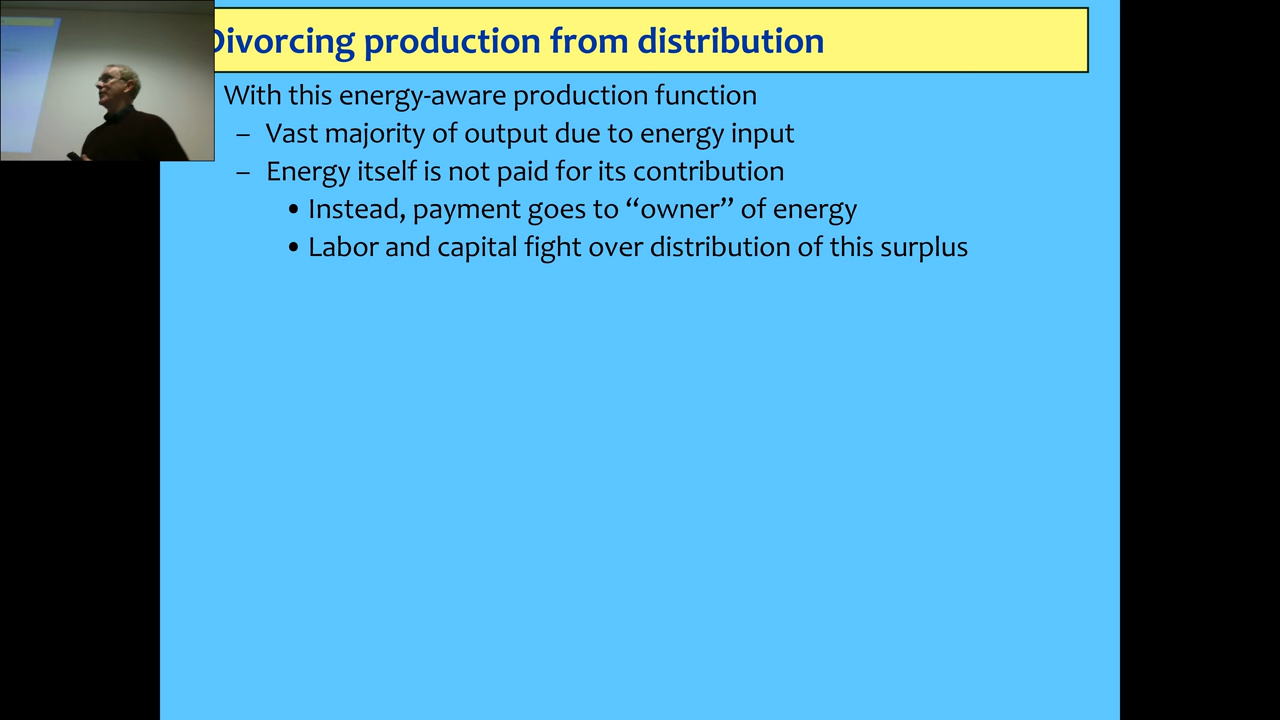 Divorcing production from distribution
With this energy-aware production function
– Vast majority of output due to energy input
– Energy itself is not paid for its contribution
• Instead, payment goes to “owner” of energy
• Labor and capital fight over distribution of this surplus